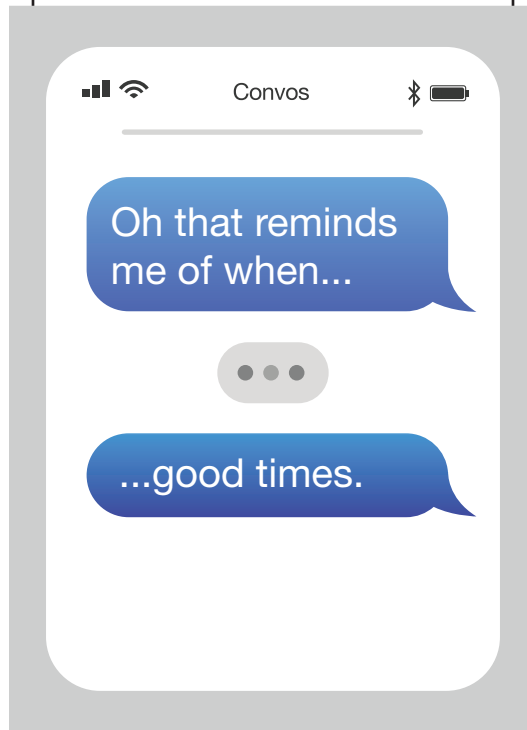 Convos
Oh that reminds
me of when...
...good times.